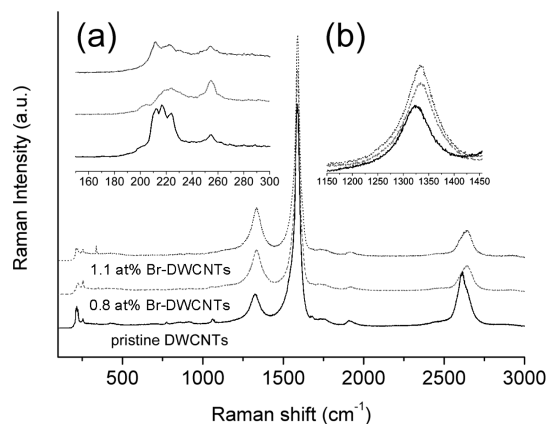 (a)
(b)
160 180 200 220 240 260 280 300
1150 1200 1250 1300 1350 1400 1450
Raman Intensity (a.u.)
1.1 at% Br-DWCNTs
0.8 at% Br-DWCNTs
pristine DWCNTs
500 1000 1500 2000 2500 3000
Raman shift (cm⁻¹)